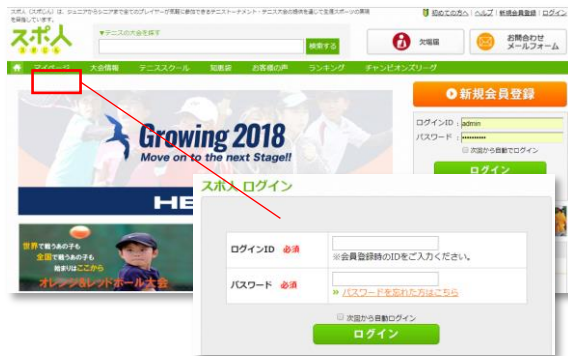 スポ人（スポじん）は、ジュニアからシニアまで全てのプレイヤーが気軽に参加できるテニストーナメント・テニス大会の提供を通じて生涯スポーツの発展
を目指しています。
初めての方へ | ヘルプ | 新規会員登録 | ログイン
スポ人
▼テニスの大会を探す
検索する
欠場届
お問合わせ
メールフォーム
マイページ 大会情報 テニススクール 知恵袋 お客様の声 ランキング チャンピオンズリーグ
新規会員登録
Growing 2018
Move on to the next Stage!!
HE
ログインID : admin
パスワード :
次回から自動でログイン
ログイン
世界で戦うあの子も
全国で戦うあの子も
始まりはここから
オレンジ&レッドボール大会
スポ人 ログイン
ログインID 必須
※会員登録時のIDをご入力ください。
パスワード 必須
» パスワードを忘れた方はこちら
次回から自動ログイン
ログイン